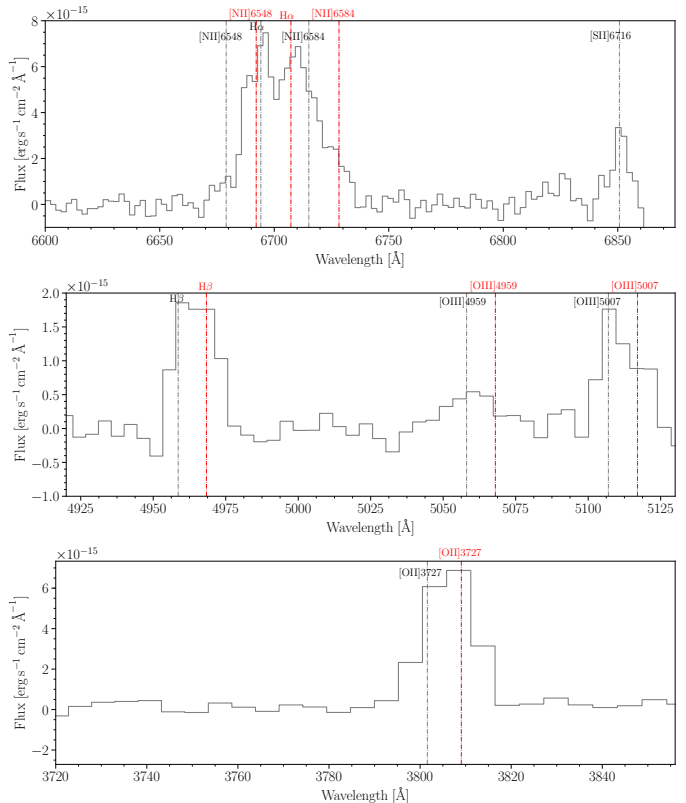 [NII]6548 Hα [NII]6584
×10⁻¹⁵
[NII]6548 Hα [NII]6584 [SII]6716
8
6
4
2
0
Flux [erg s⁻¹ cm⁻² Å⁻¹]
6600 6650 6700 6750 6800 6850
Wavelength [Å]
×10⁻¹⁵
Hβ [OIII]4959 [OIII]5007
Hβ [OIII]4959 [OIII]5007
2.0
1.5
1.0
0.5
0.0
−0.5
−1.0
Flux [erg s⁻¹ cm⁻² Å⁻¹]
4925 4950 4975 5000 5025 5050 5075 5100 5125
Wavelength [Å]
×10⁻¹⁵
[OII]3727
[OII]3727
6
4
2
0
−2
Flux [erg s⁻¹ cm⁻² Å⁻¹]
3720 3740 3760 3780 3800 3820 3840
Wavelength [Å]